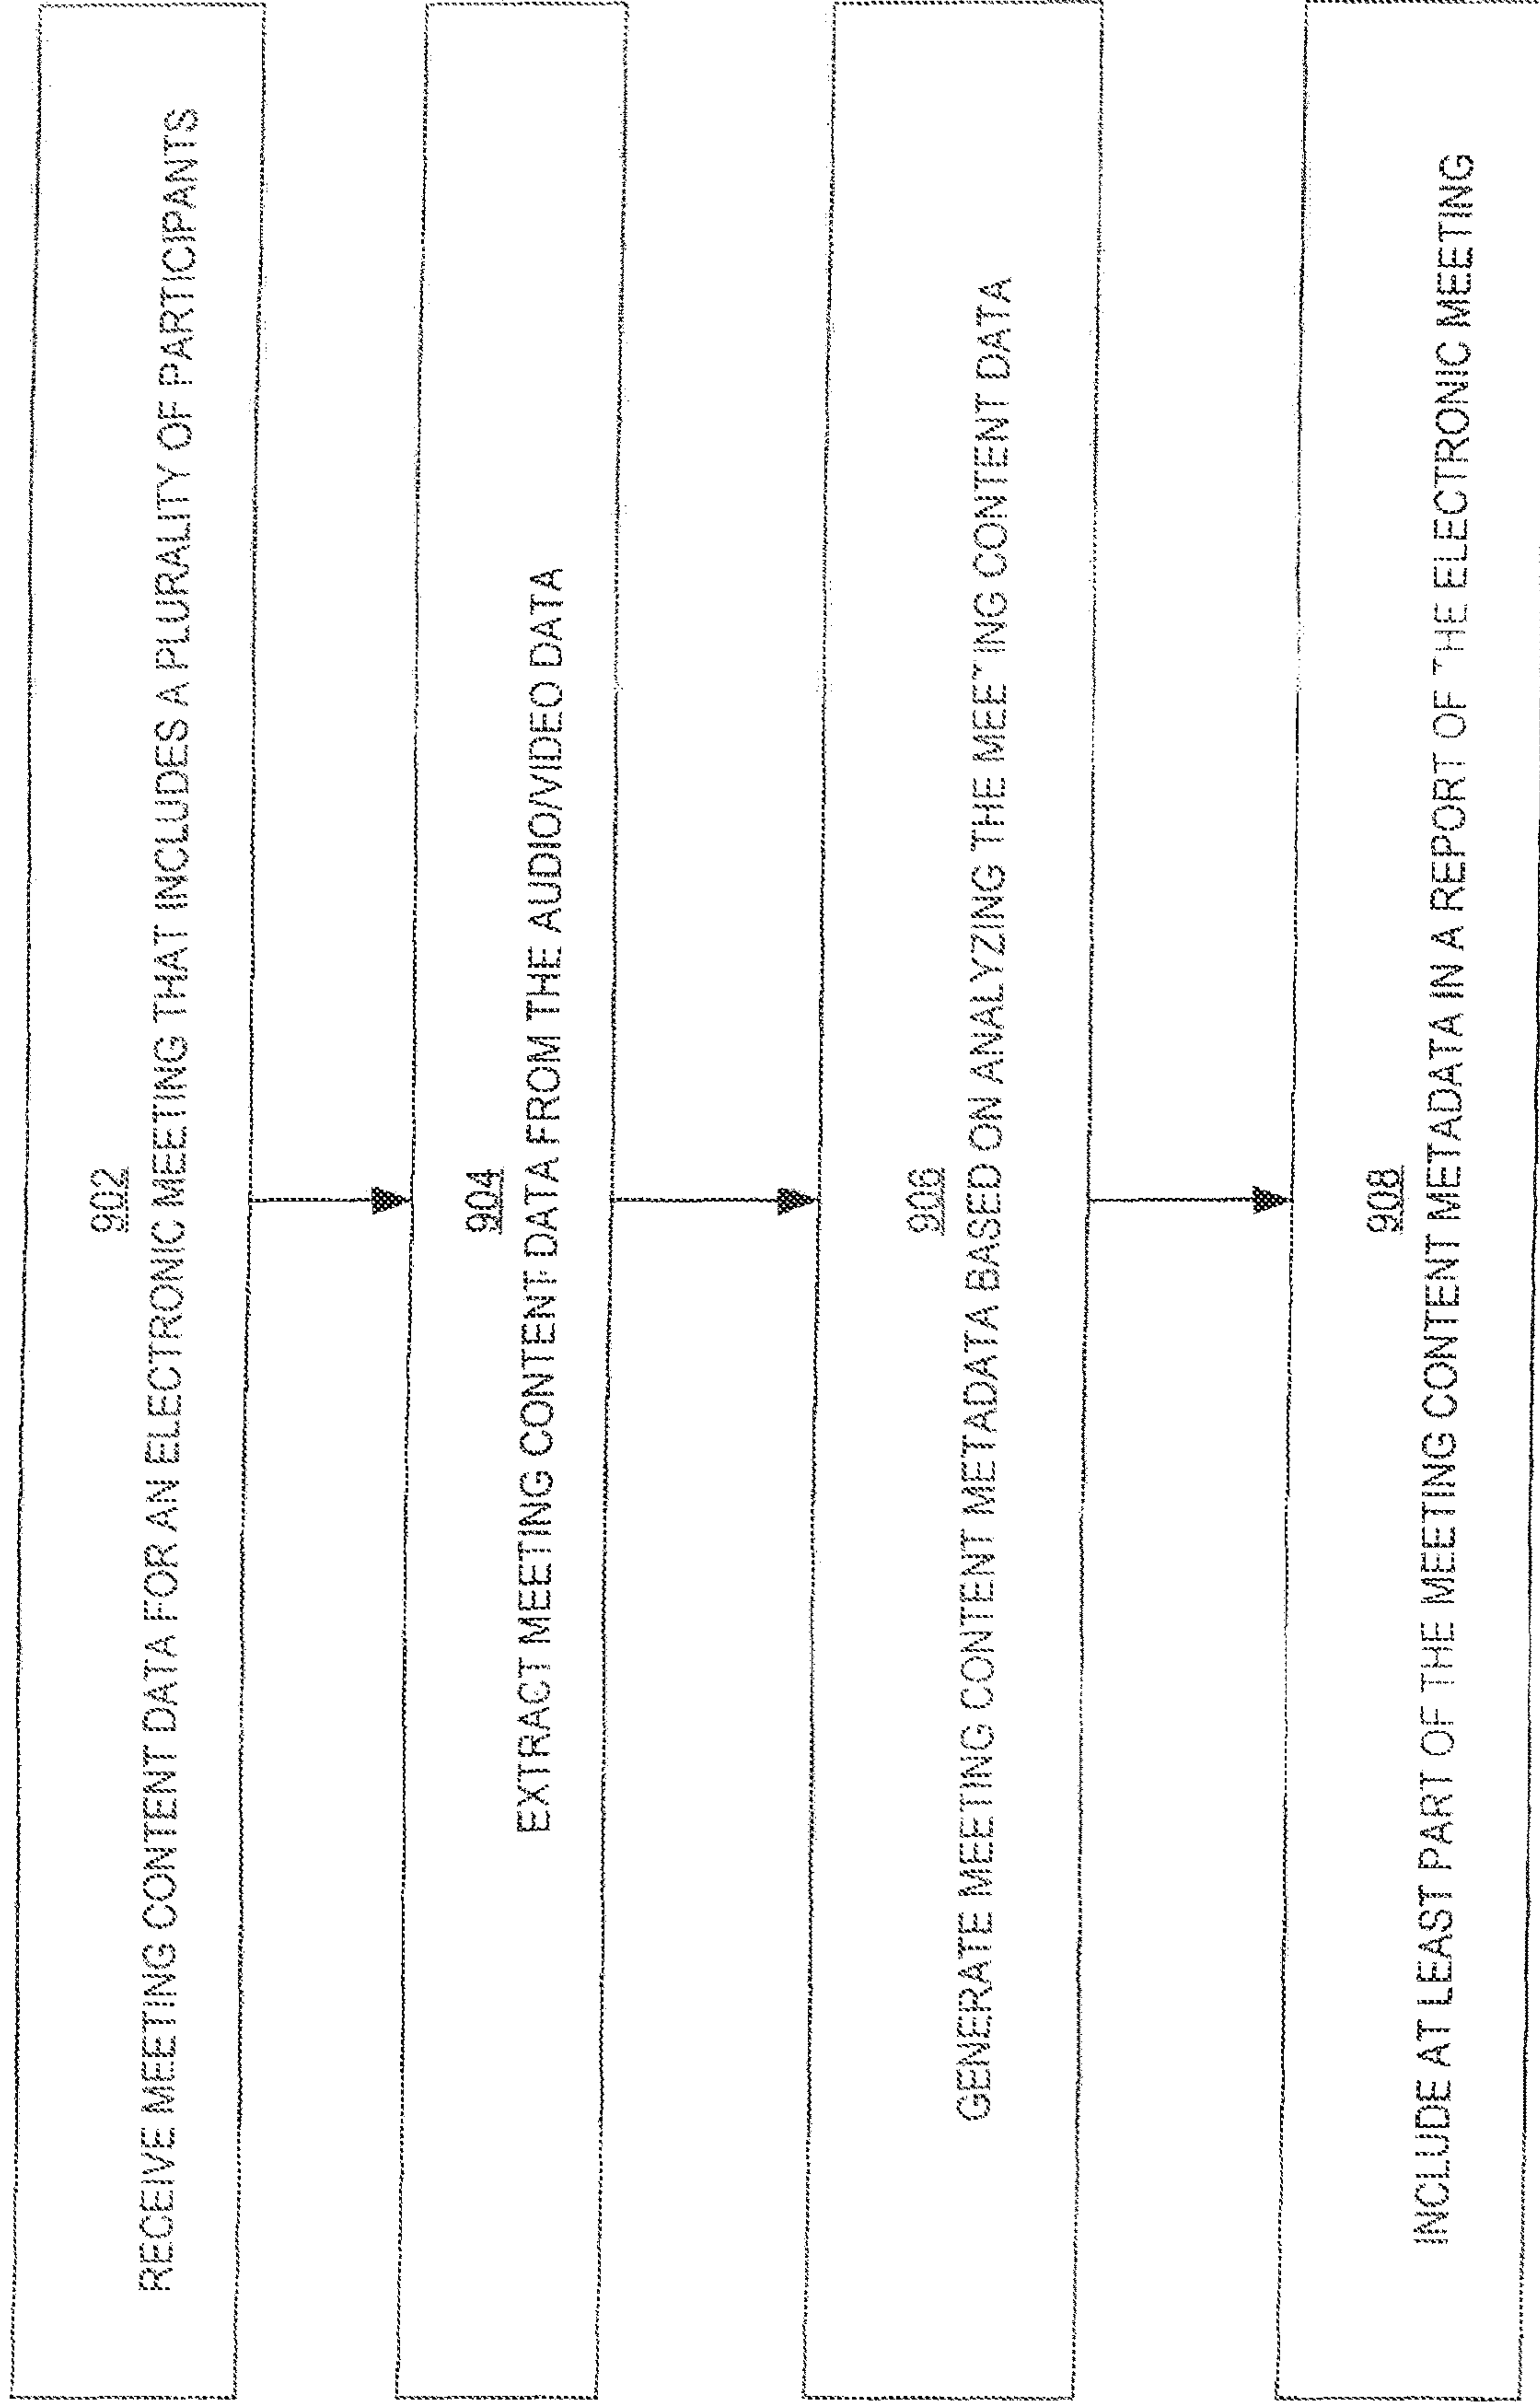 902
RECEIVE MEETING CONTENT DATA FOR AN ELECTRONIC MEETING THAT INCLUDES A PLURALITY OF PARTICIPANTS
904
EXTRACT MEETING CONTENT DATA FROM THE AUDIO/VIDEO DATA
906
GENERATE MEETING CONTENT METADATA BASED ON ANALYZING THE MEETING CONTENT DATA
908
INCLUDE AT LEAST PART OF THE MEETING CONTENT METADATA IN A REPORT OF THE ELECTRONIC MEETING